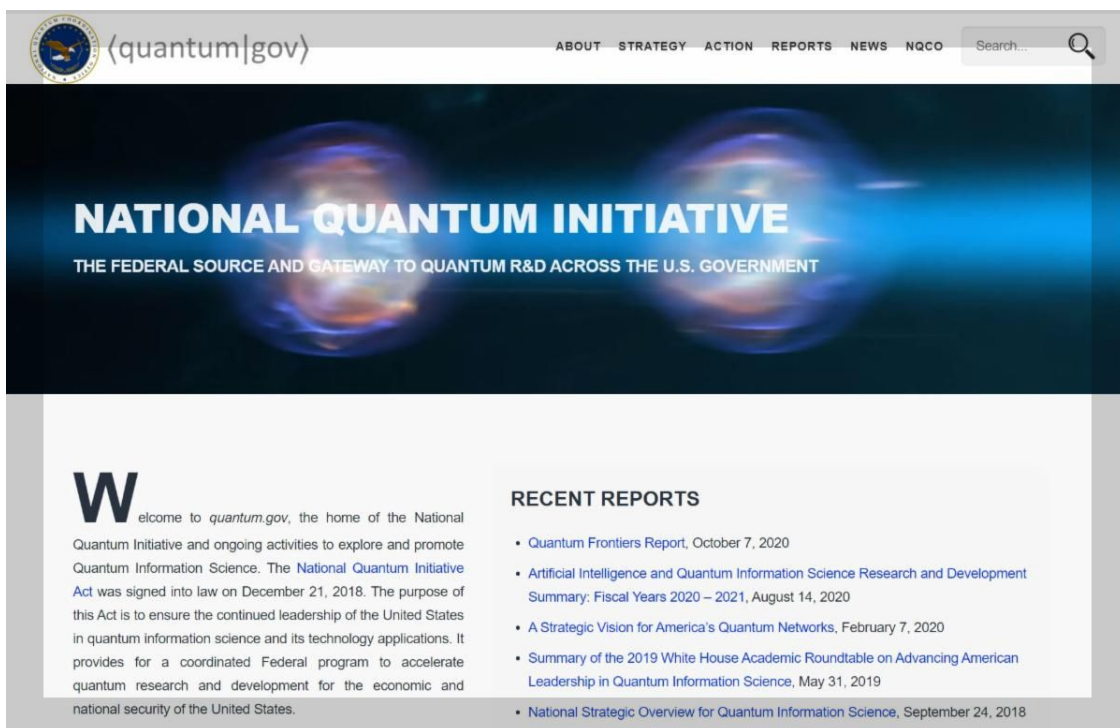 ⟨quantum|gov⟩
ABOUT STRATEGY ACTION REPORTS NEWS NQCO Search...
NATIONAL QUANTUM INITIATIVE
THE FEDERAL SOURCE AND GATEWAY TO QUANTUM R&D ACROSS THE U.S. GOVERNMENT
Welcome to quantum.gov, the home of the National
Quantum Initiative and ongoing activities to explore and promote
Quantum Information Science. The National Quantum Initiative
Act was signed into law on December 21, 2018. The purpose of
this Act is to ensure the continued leadership of the United States
in quantum information science and its technology applications. It
provides for a coordinated Federal program to accelerate
quantum research and development for the economic and
national security of the United States.
RECENT REPORTS
• Quantum Frontiers Report, October 7, 2020
• Artificial Intelligence and Quantum Information Science Research and Development
Summary: Fiscal Years 2020 – 2021, August 14, 2020
• A Strategic Vision for America's Quantum Networks, February 7, 2020
• Summary of the 2019 White House Academic Roundtable on Advancing American
Leadership in Quantum Information Science, May 31, 2019
• National Strategic Overview for Quantum Information Science, September 24, 2018